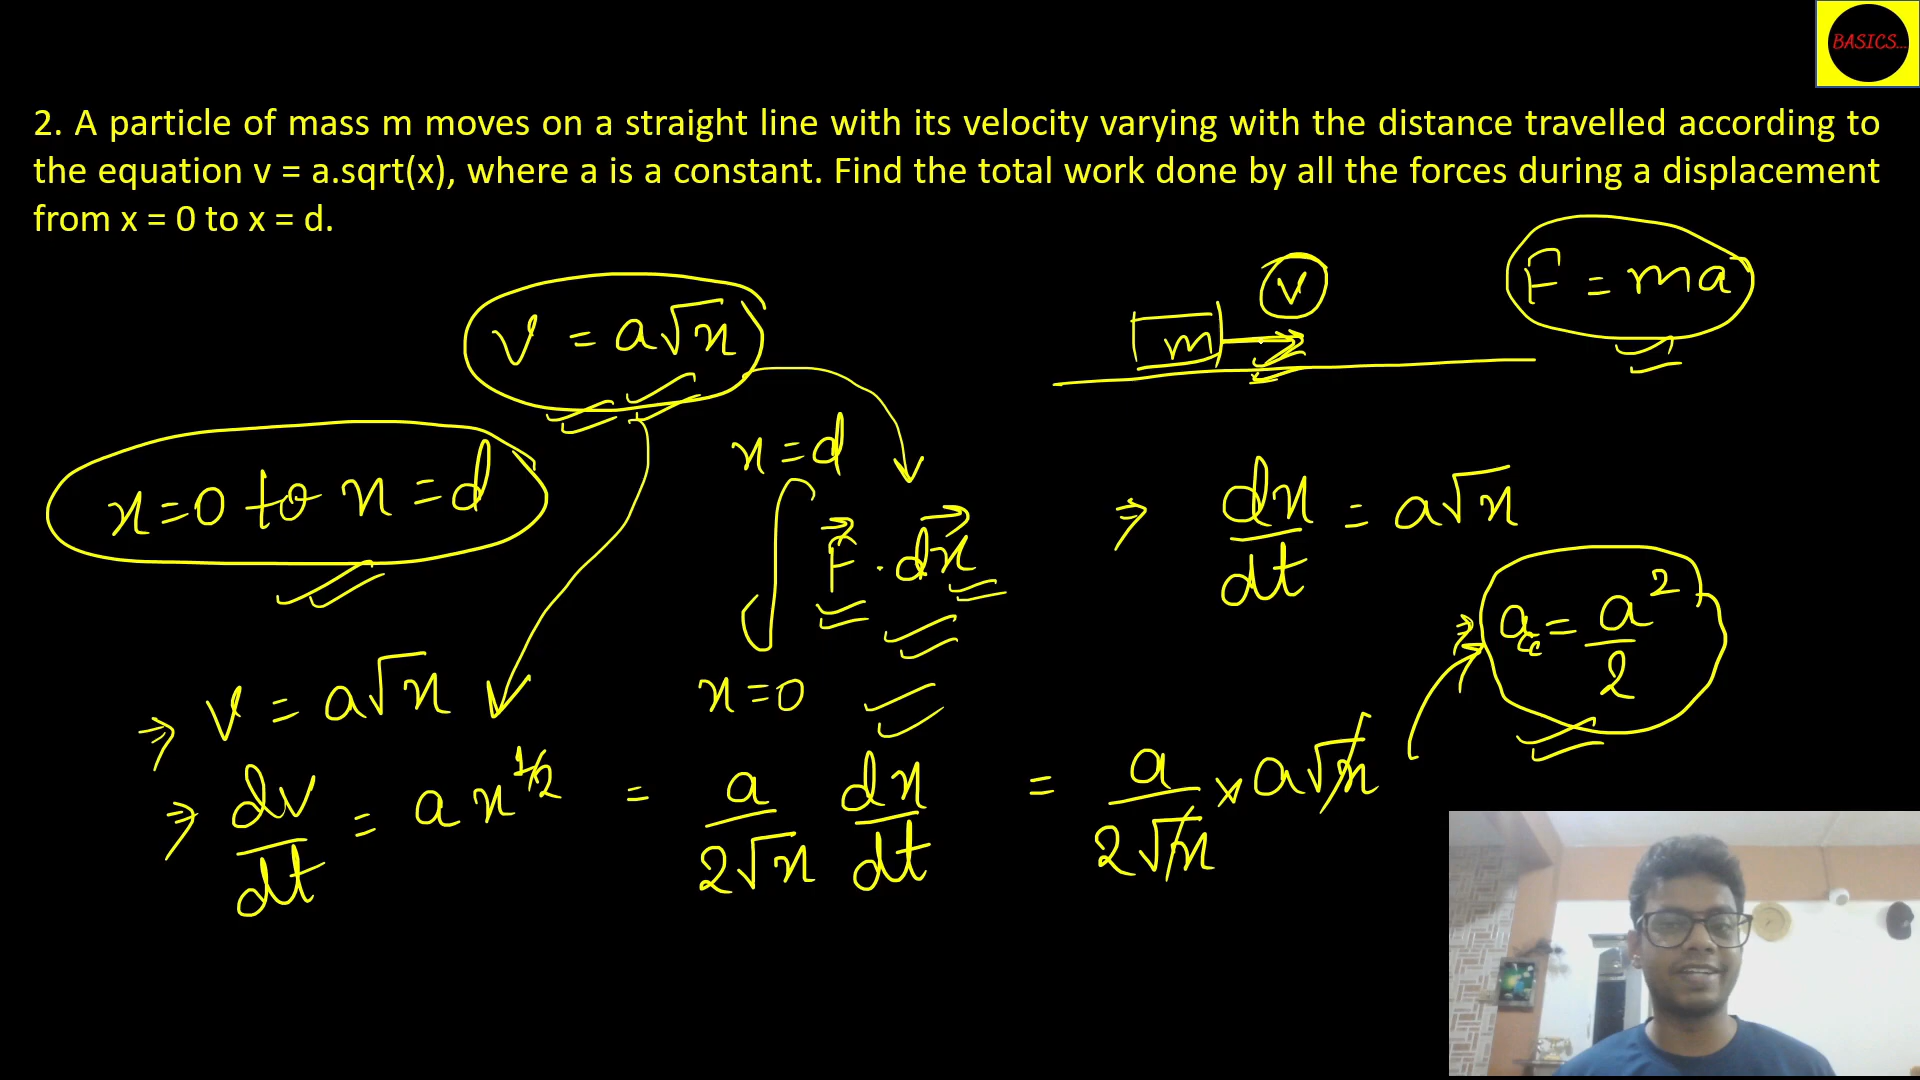 BASICS...
2. A particle of mass m moves on a straight line with its velocity varying with the distance travelled according to
the equation v = a.sqrt(x), where a is a constant. Find the total work done by all the forces during a displacement
from x = 0 to x = d.
V = a√x
m
V
F = ma
x=0 to x=d
x=d
∫ F⃗ . dx⃗
x=0
⇒ dx/dt = a√x
⇒ acc = a²/2
⇒ V = a√x
⇒ dv/dt = a x^1/2 = a/2√x dx/dt = a/2√x × a√x